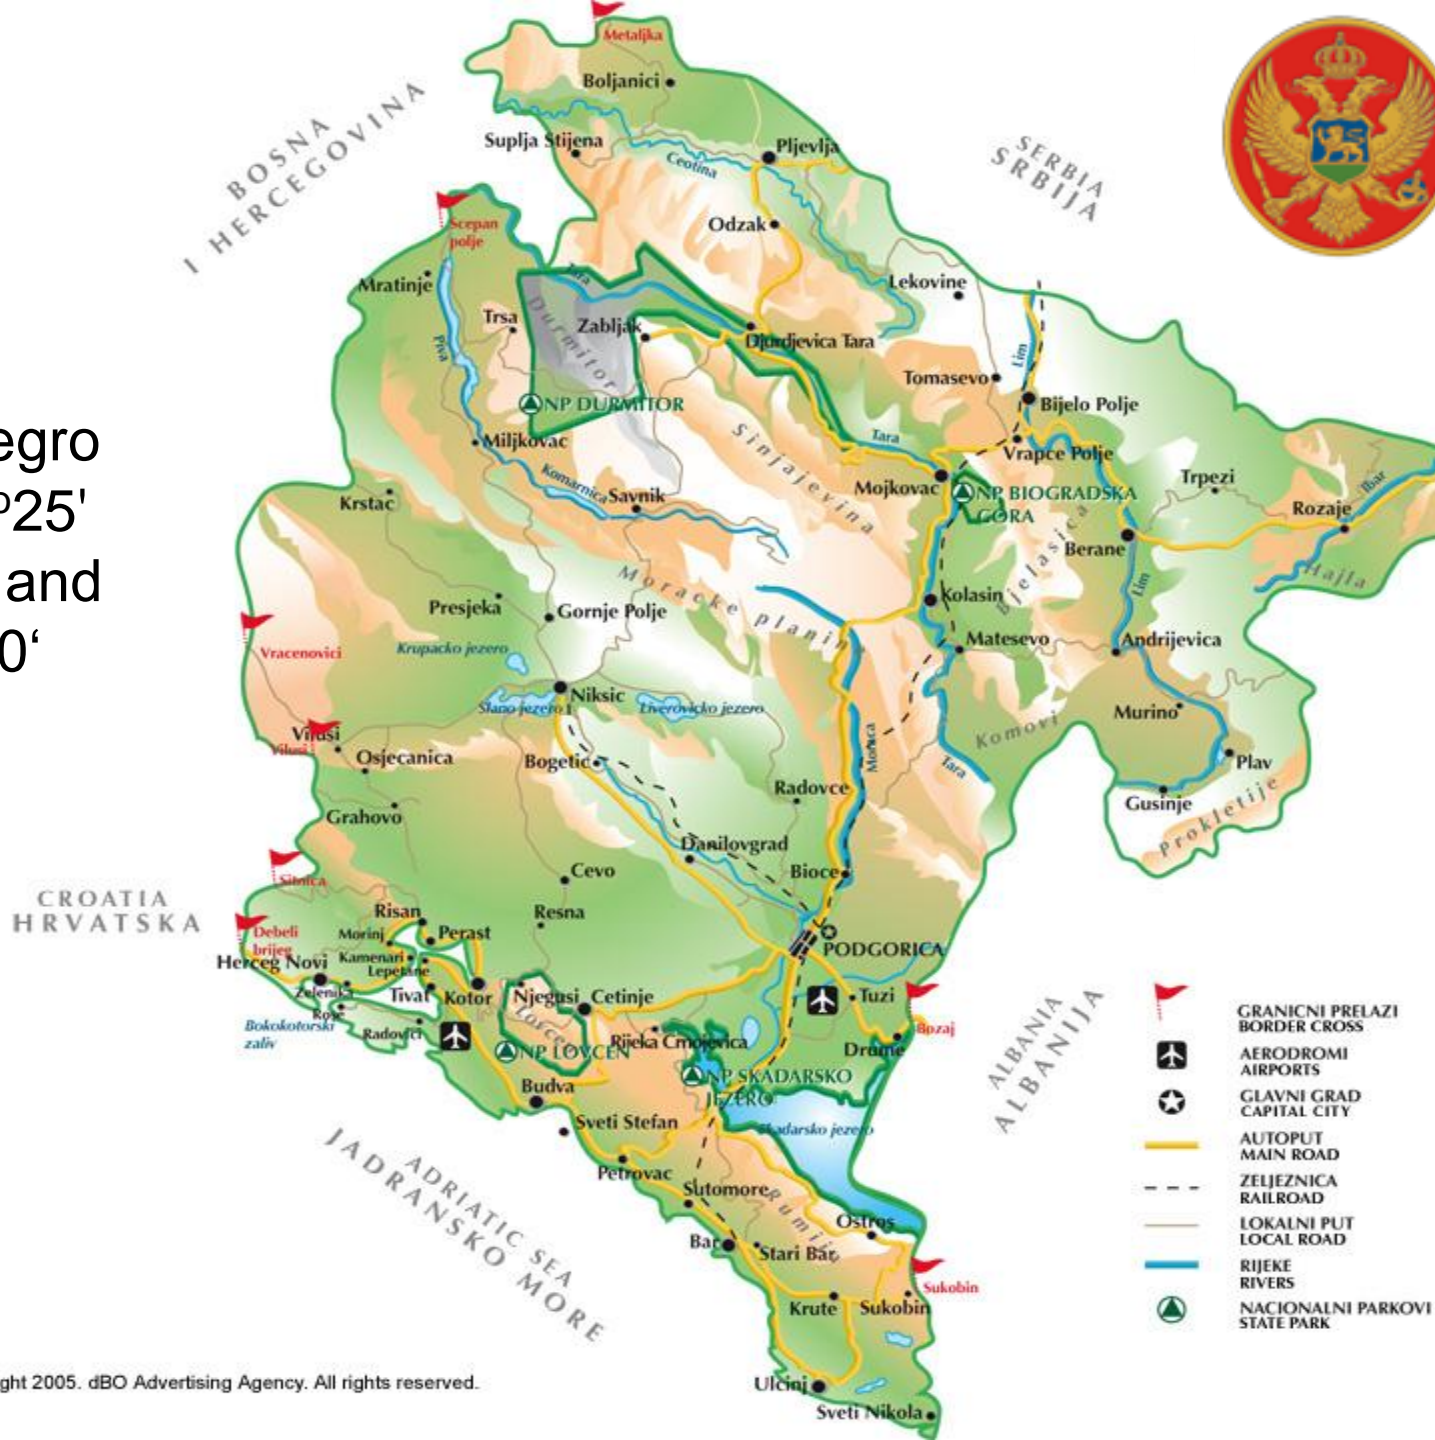 Metaljka
Boljanici
BOSNA
I HERCEGOVINA
Suplja Stijena
Pljevlja
Ceotina
SERBIA
SRBIJA
Scepan
polje
Odzak
Mratinje
Tara
Lekovine
Trsa
Durmitor
Zabljak
Djurdjevica Tara
Piva
Lim
Tomasevo
NP DURMITOR
Bijelo Polje
egro
Miljkovac
Sinjajevina
Tara
Vrapce Polje
º25'
Krstac
Komarnica
Savnik
Mojkovac
NP BIOGRADSKA
GORA
Trpezi
Rozaje
Ibar
Berane
Bjelasica
and
Hajla
Moracke planine
Presjeka
Gornje Polje
Kolasin
Lim
0‘
Vracenovici
Krupacko jezero
Matesevo
Andrijevica
Niksic
Slano jezero
Liverovicko jezero
Murino
Komovi
Vilusi
Vilusi
Osjecanica
Bogetic
Moraca
Tara
Plav
Radovce
Gusinje
Prokletije
Grahovo
Danilovgrad
Bioce
Sitnica
Cevo
CROATIA
HRVATSKA
Risan
Resna
Debeli
brijeg
Morinj
Perast
PODGORICA
Herceg Novi
Kamenari
Lepetane
Zelenika
Tivat
Kotor
Njegusi
Cetinje
Tuzi
Rose
Radovici
Bokokotorski
zaliv
Lovcen
NP LOVCEN
Rijeka Crnojevica
Bozaj
Drume
ALBANIA
ALBANIJA
Budva
NP SKADARSKO
JEZERO
Sveti Stefan
Skadarsko jezero
ADRIATIC SEA
JADRANSKO MORE
Petrovac
Sutomore
Rumija
Ostros
Bar
Stari Bar
Sukobin
Krute
Sukobin
Ulcinj
Sveti Nikola
GRANICNI PRELAZI
BORDER CROSS
AERODROMI
AIRPORTS
GLAVNI GRAD
CAPITAL CITY
AUTOPUT
MAIN ROAD
ZELJEZNICA
RAILROAD
LOKALNI PUT
LOCAL ROAD
RIJEKE
RIVERS
NACIONALNI PARKOVI
STATE PARK
ght 2005. dBO Advertising Agency. All rights reserved.